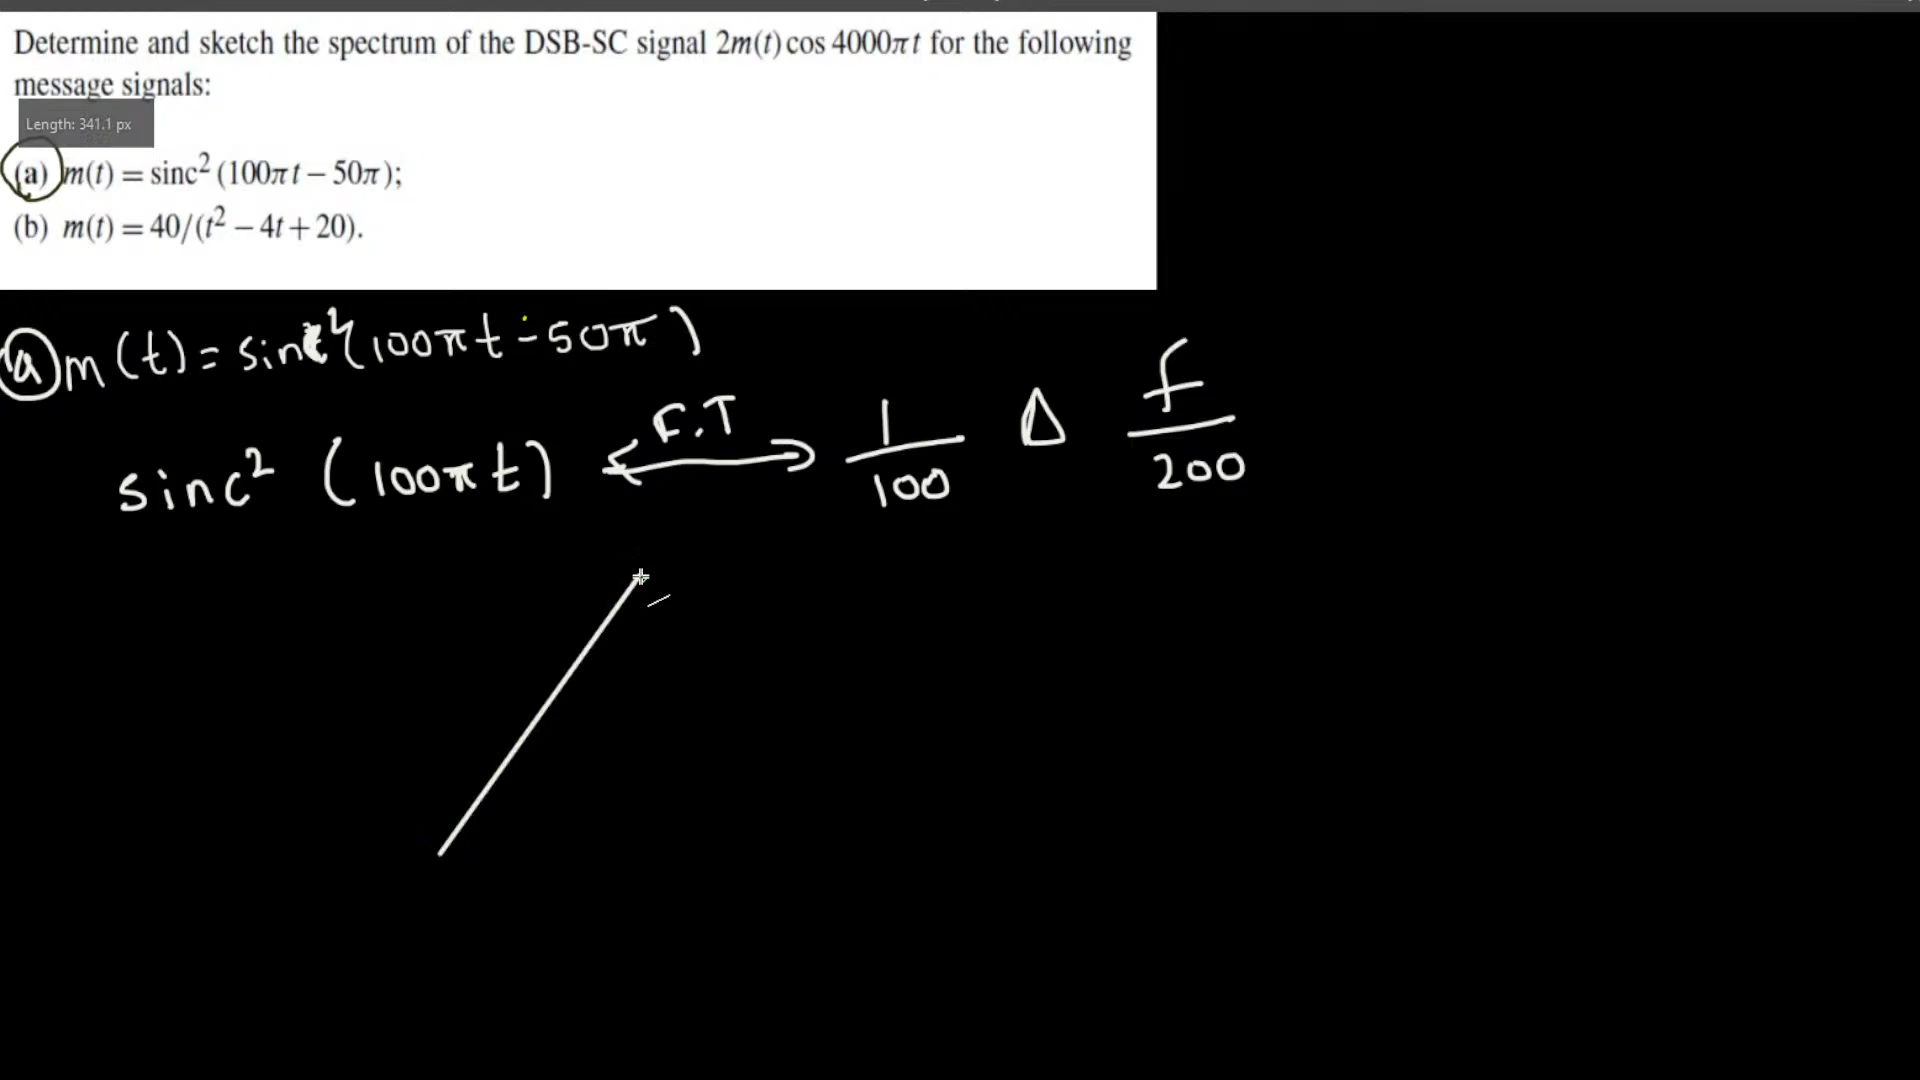 Determine and sketch the spectrum of the DSB-SC signal 2m(t) cos 4000πt for the following
message signals:
Length: 341.1 px
(a) m(t) = sinc² (100πt – 50π);
(b) m(t) = 40/(t² – 4t + 20).
(a) m(t) = sinc² (100πt - 50π)
sinc² (100πt) F.T 1/100 Δ f/200